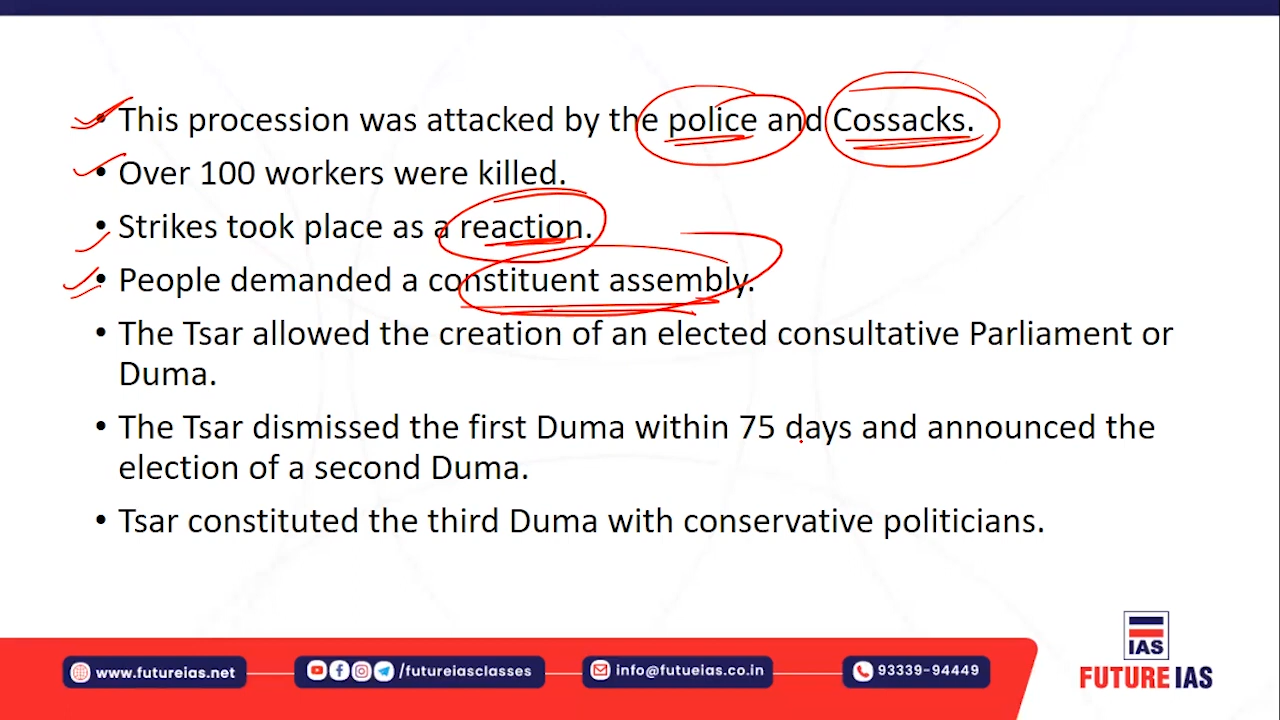 • This procession was attacked by the police and Cossacks.
• Over 100 workers were killed.
• Strikes took place as a reaction.
• People demanded a constituent assembly.
• The Tsar allowed the creation of an elected consultative Parliament or
Duma.
• The Tsar dismissed the first Duma within 75 days and announced the
election of a second Duma.
• Tsar constituted the third Duma with conservative politicians.
IAS
www.futureias.net
/futureiasclasses
info@futueias.co.in
93339-94449
FUTURE IAS